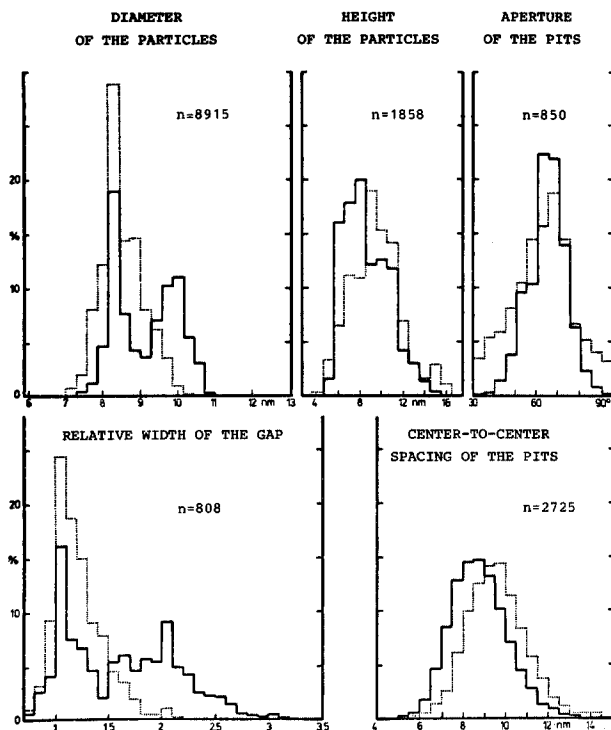 DIAMETER
OF THE PARTICLES
HEIGHT
OF THE PARTICLES
APERTURE
OF THE PITS
n=8915
n=1858
n=850
20
%
10
0
6 7 8 9 10 11 12 nm 13
4 8 12 nm 16
30 60 90°
RELATIVE WIDTH OF THE GAP
CENTER-TO-CENTER
SPACING OF THE PITS
n=808
n=2725
20
%
10
0
1 1.5 2 2.5 3 3.5
4 6 8 10 nm 14